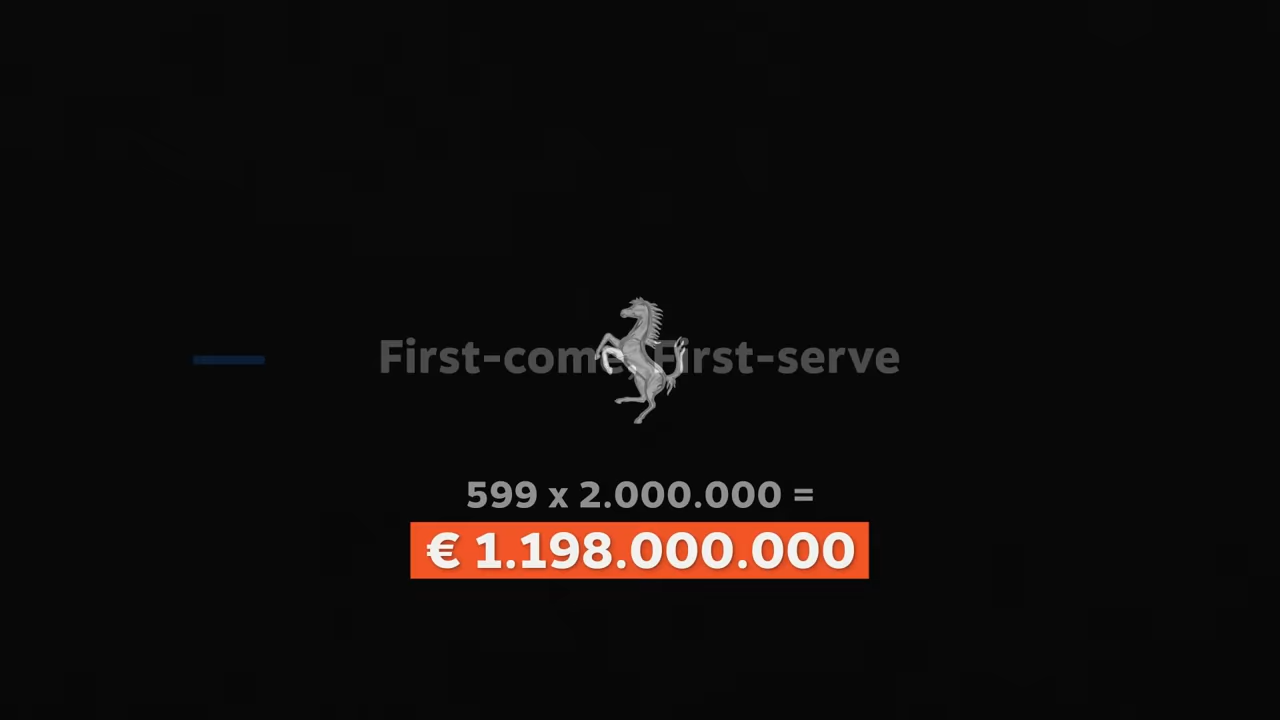 First-come, First-serve
599 x 2.000.000 =
€ 1.198.000.000